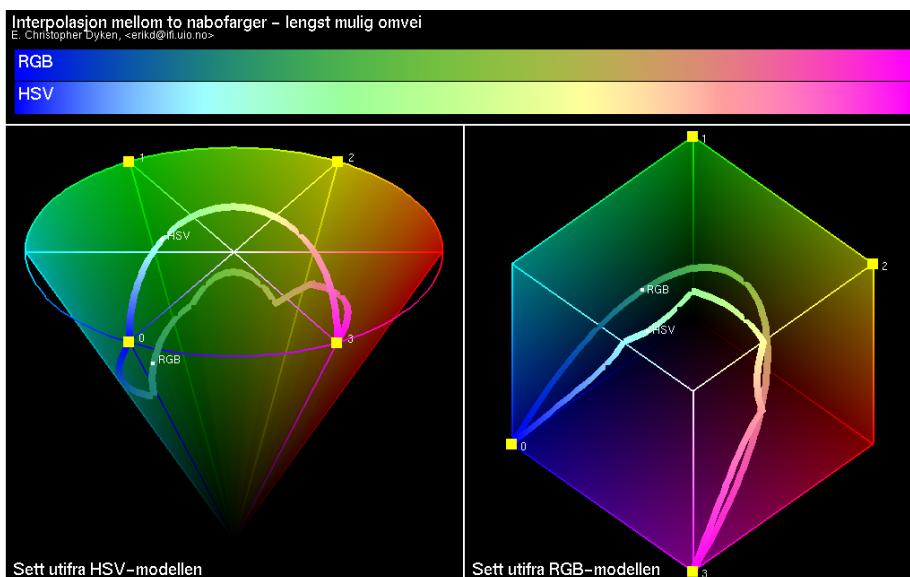 Interpolasjon mellom to nabofarger - lengst mulig omvei
E. Christopher Dyken, <erikd@ifi.uio.no>
RGB
HSV
1
2
HSV
0
3
RGB
Sett utifra HSV-modellen
1
2
RGB
HSV
0
3
Sett utifra RGB-modellen